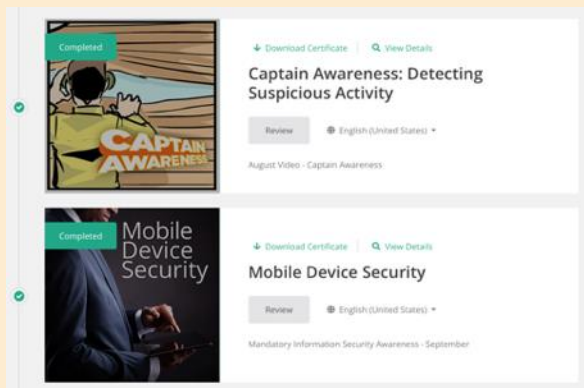 Completed
CAPTAIN
AWARENESS
Download Certificate
View Details
Captain Awareness: Detecting
Suspicious Activity
Review
English (United States)
August Video - Captain Awareness
Completed
Mobile
Device
Security
Download Certificate
View Details
Mobile Device Security
Review
English (United States)
Mandatory Information Security Awareness - September